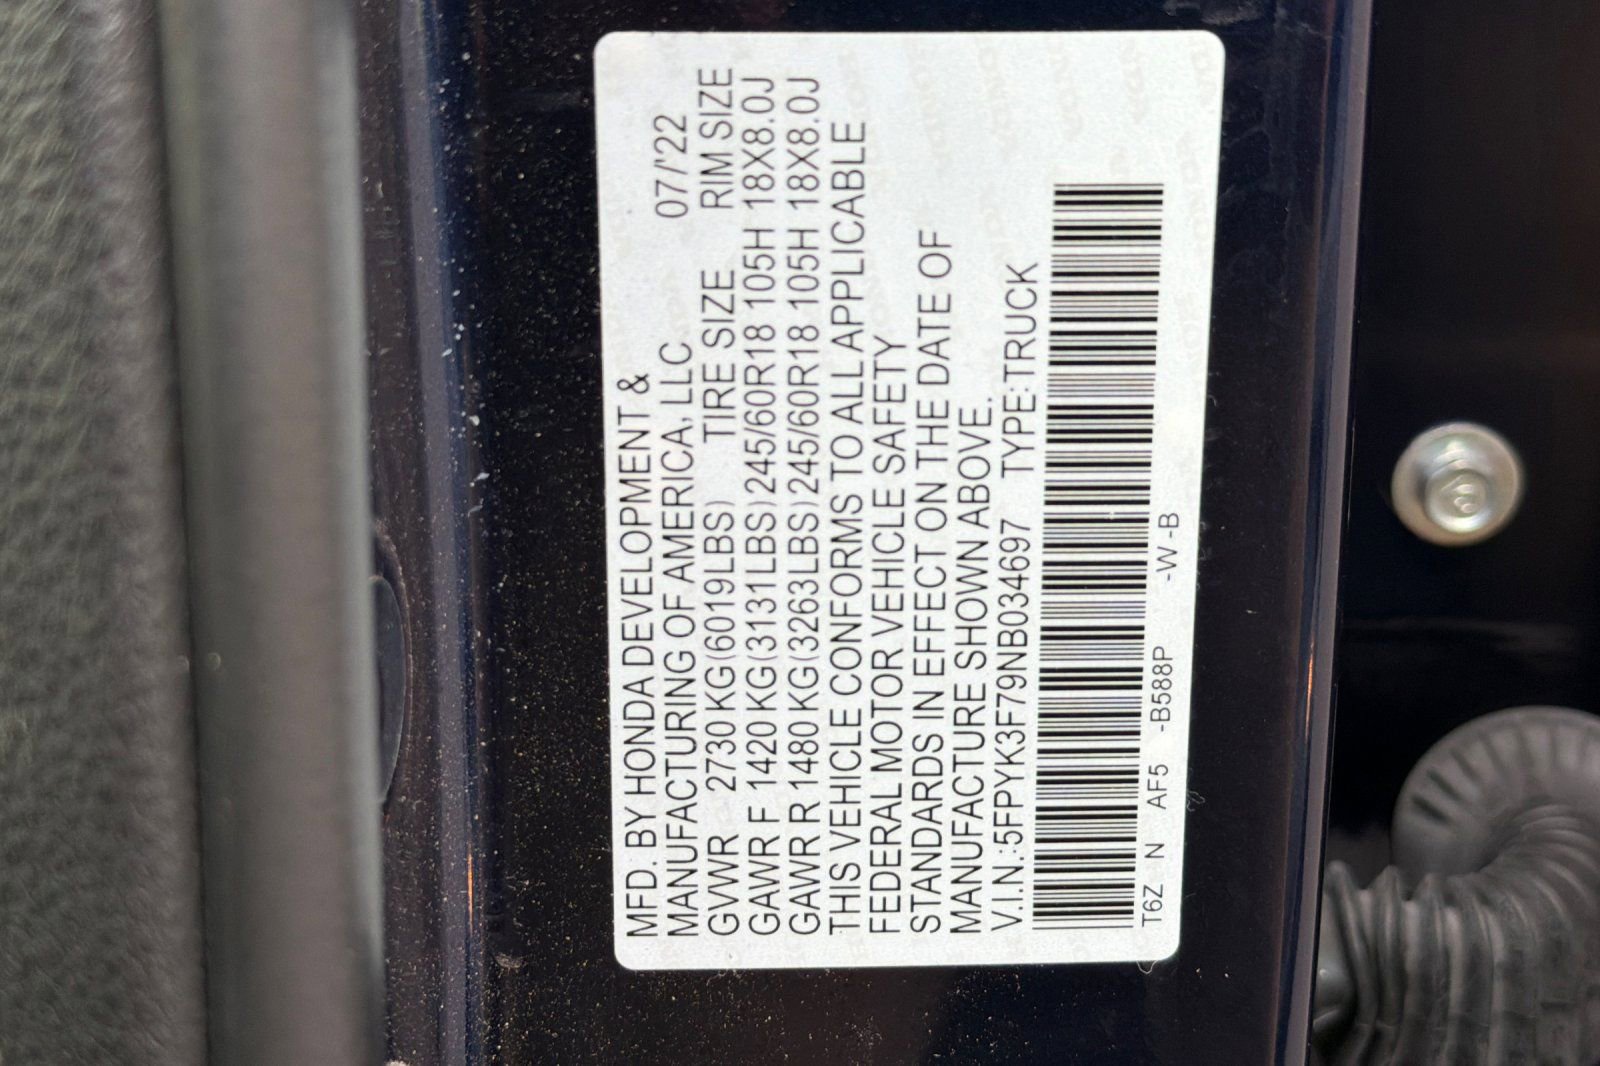 MFD. BY HONDA DEVELOPMENT &
MANUFACTURING OF AMERICA, LLC 07/'22
GVWR 2730 KG(6019LBS) TIRE SIZE RIM SIZE
GAWR F 1420 KG(3131LBS)245/60R18 105H 18X8.0J
GAWR R 1480 KG(3263LBS)245/60R18 105H 18X8.0J
THIS VEHICLE CONFORMS TO ALL APPLICABLE
FEDERAL MOTOR VEHICLE SAFETY
STANDARDS IN EFFECT ON THE DATE OF
MANUFACTURE SHOWN ABOVE.
V.I.N.:5FPYK3F79NB034697 TYPE:TRUCK
T6Z N AF5 -B588P -W -B